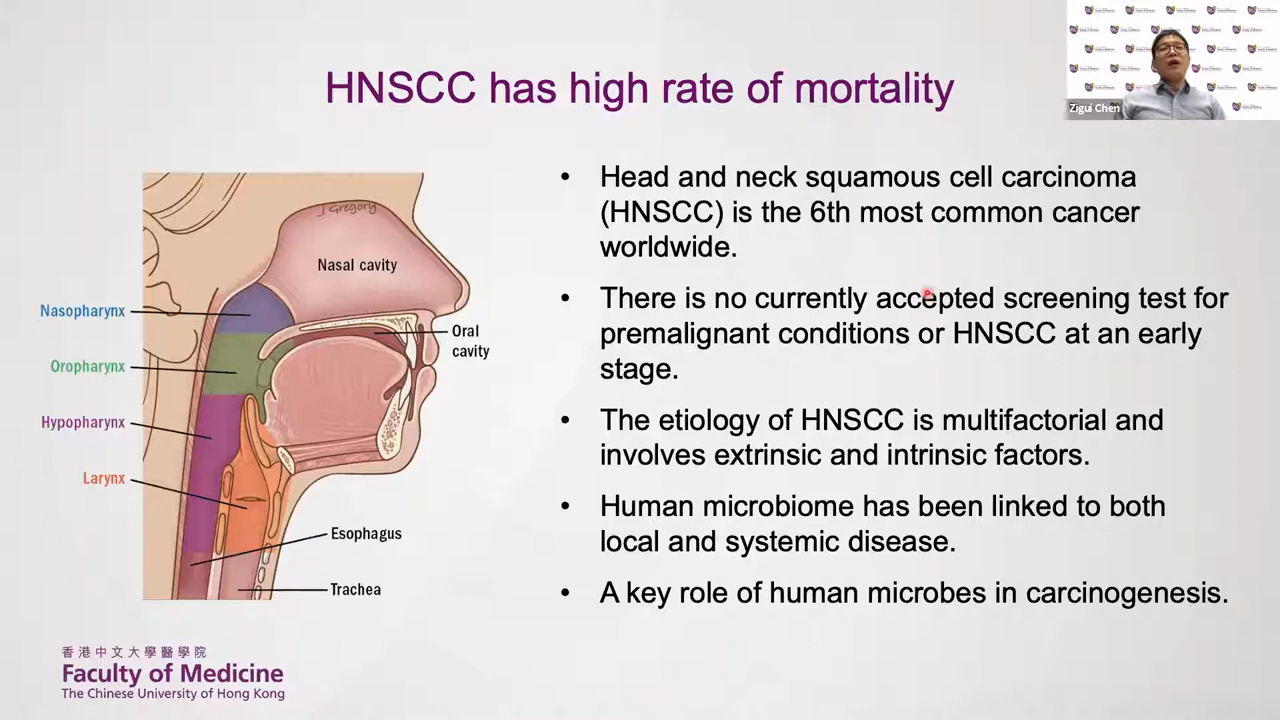 HNSCC has high rate of mortality
Zigui Chen
J Gregory
Nasal cavity
Nasopharynx
Oral
cavity
Oropharynx
Hypopharynx
Larynx
Esophagus
Trachea
• Head and neck squamous cell carcinoma
(HNSCC) is the 6th most common cancer
worldwide.
• There is no currently accepted screening test for
premalignant conditions or HNSCC at an early
stage.
• The etiology of HNSCC is multifactorial and
involves extrinsic and intrinsic factors.
• Human microbiome has been linked to both
local and systemic disease.
• A key role of human microbes in carcinogenesis.
香港中文大學醫學院
Faculty of Medicine
The Chinese University of Hong Kong